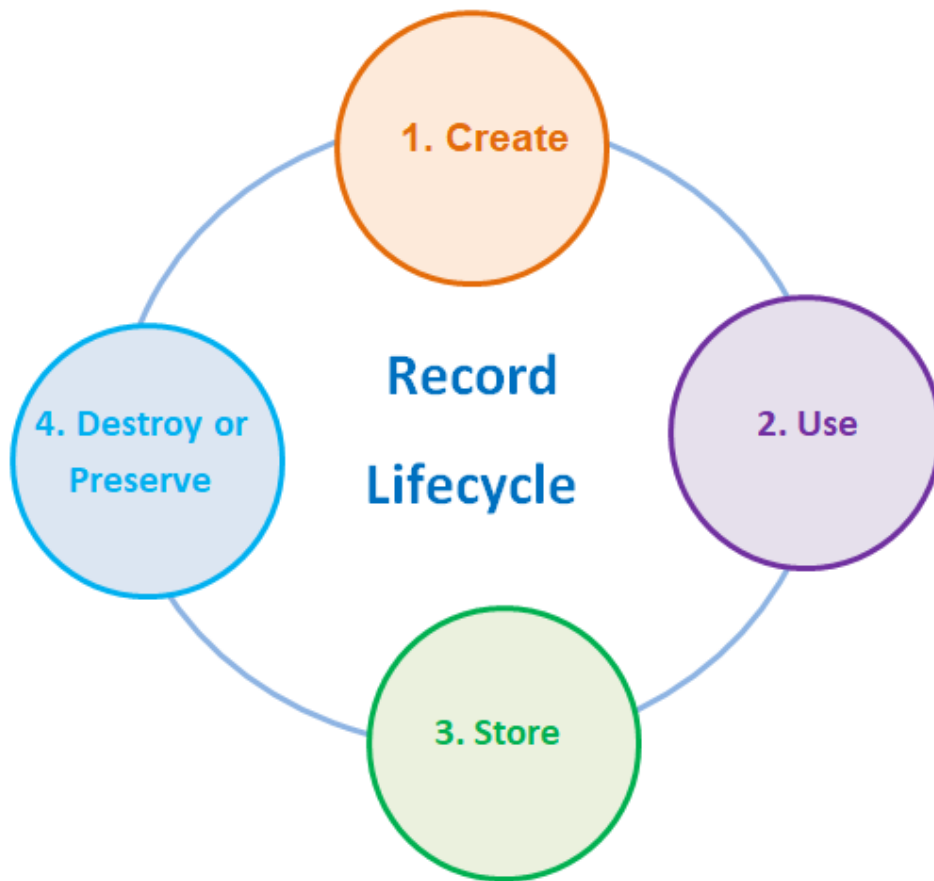 1. Create
Record
Lifecycle
2. Use
3. Store
4. Destroy or
Preserve